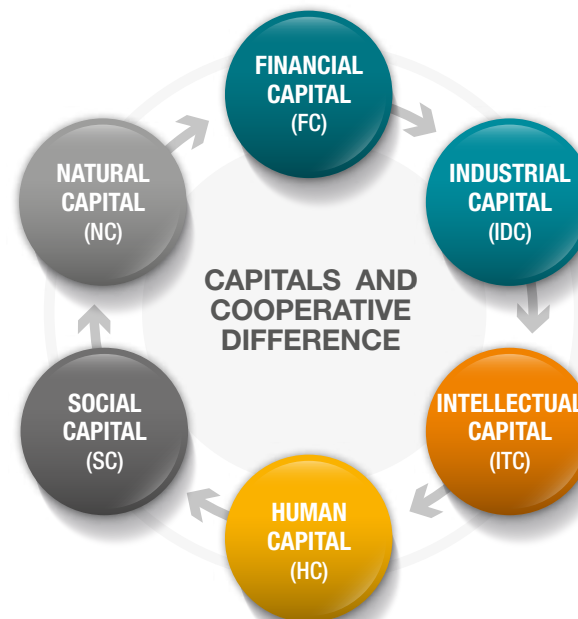 FINANCIAL
CAPITAL
(FC)
INDUSTRIAL
CAPITAL
(IDC)
INTELLECTUAL
CAPITAL
(ITC)
HUMAN
CAPITAL
(HC)
SOCIAL
CAPITAL
(SC)
NATURAL
CAPITAL
(NC)
CAPITALS AND
COOPERATIVE
DIFFERENCE